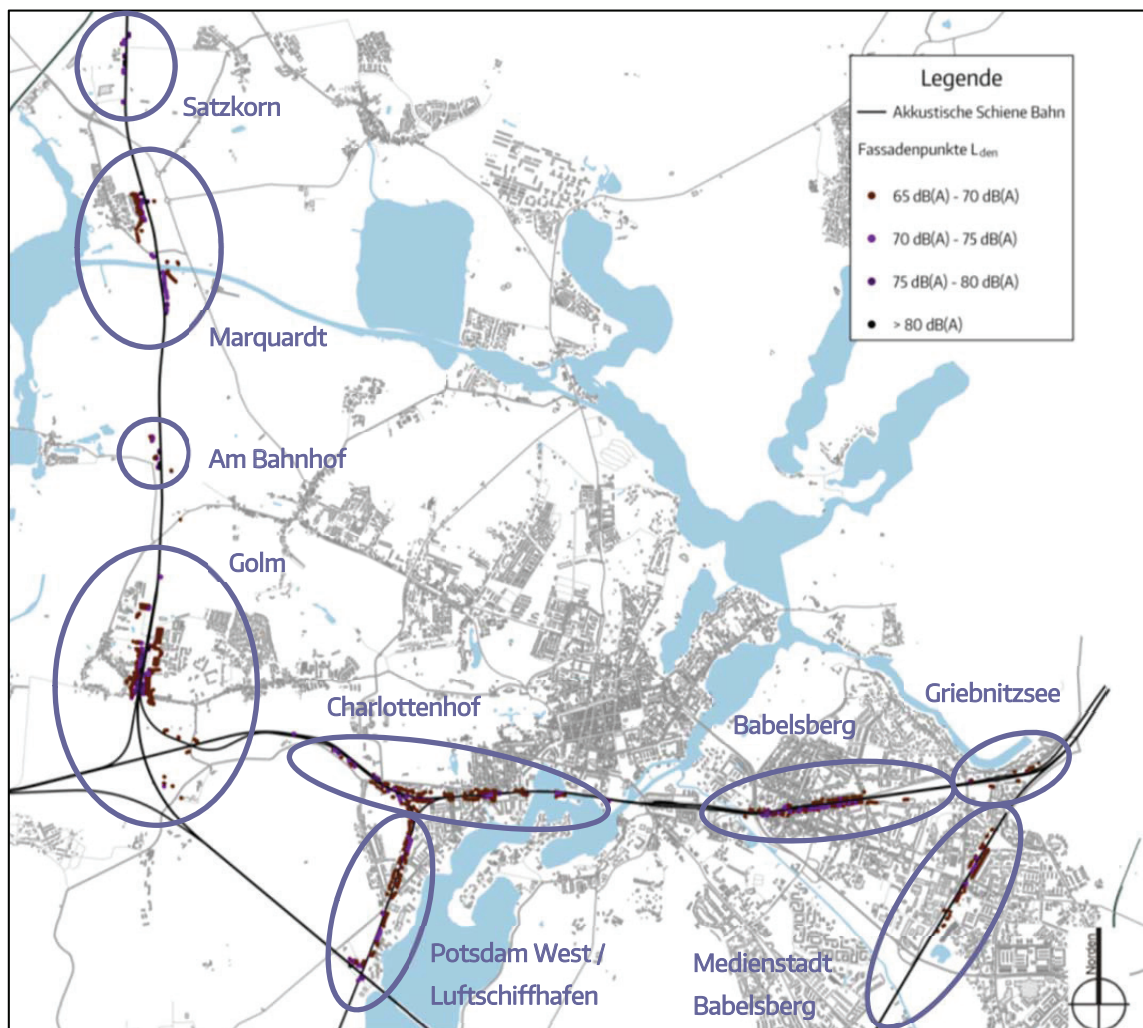 Satzkorn
Marquardt
Am Bahnhof
Golm
Charlottenhof
Babelsberg
Griebnitzsee
Potsdam West /
Luftschiffhafen
Medienstadt
Babelsberg
Legende
Akkustische Schiene Bahn
Fassadenpunkte Lden
65 dB(A) - 70 dB(A)
70 dB(A) - 75 dB(A)
75 dB(A) - 80 dB(A)
> 80 dB(A)
Norden